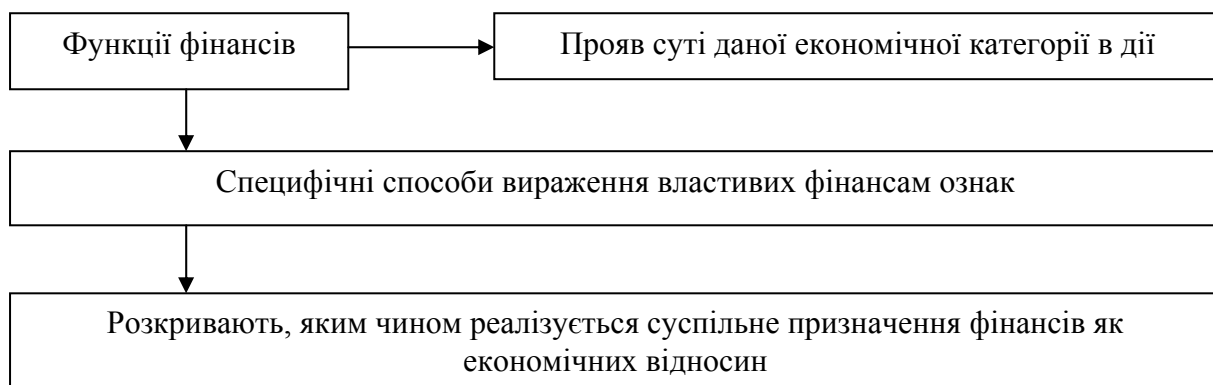 Функції фінансів
Прояв суті даної економічної категорії в дії
Специфічні способи вираження властивих фінансам ознак
Розкривають, яким чином реалізується суспільне призначення фінансів як
економічних відносин